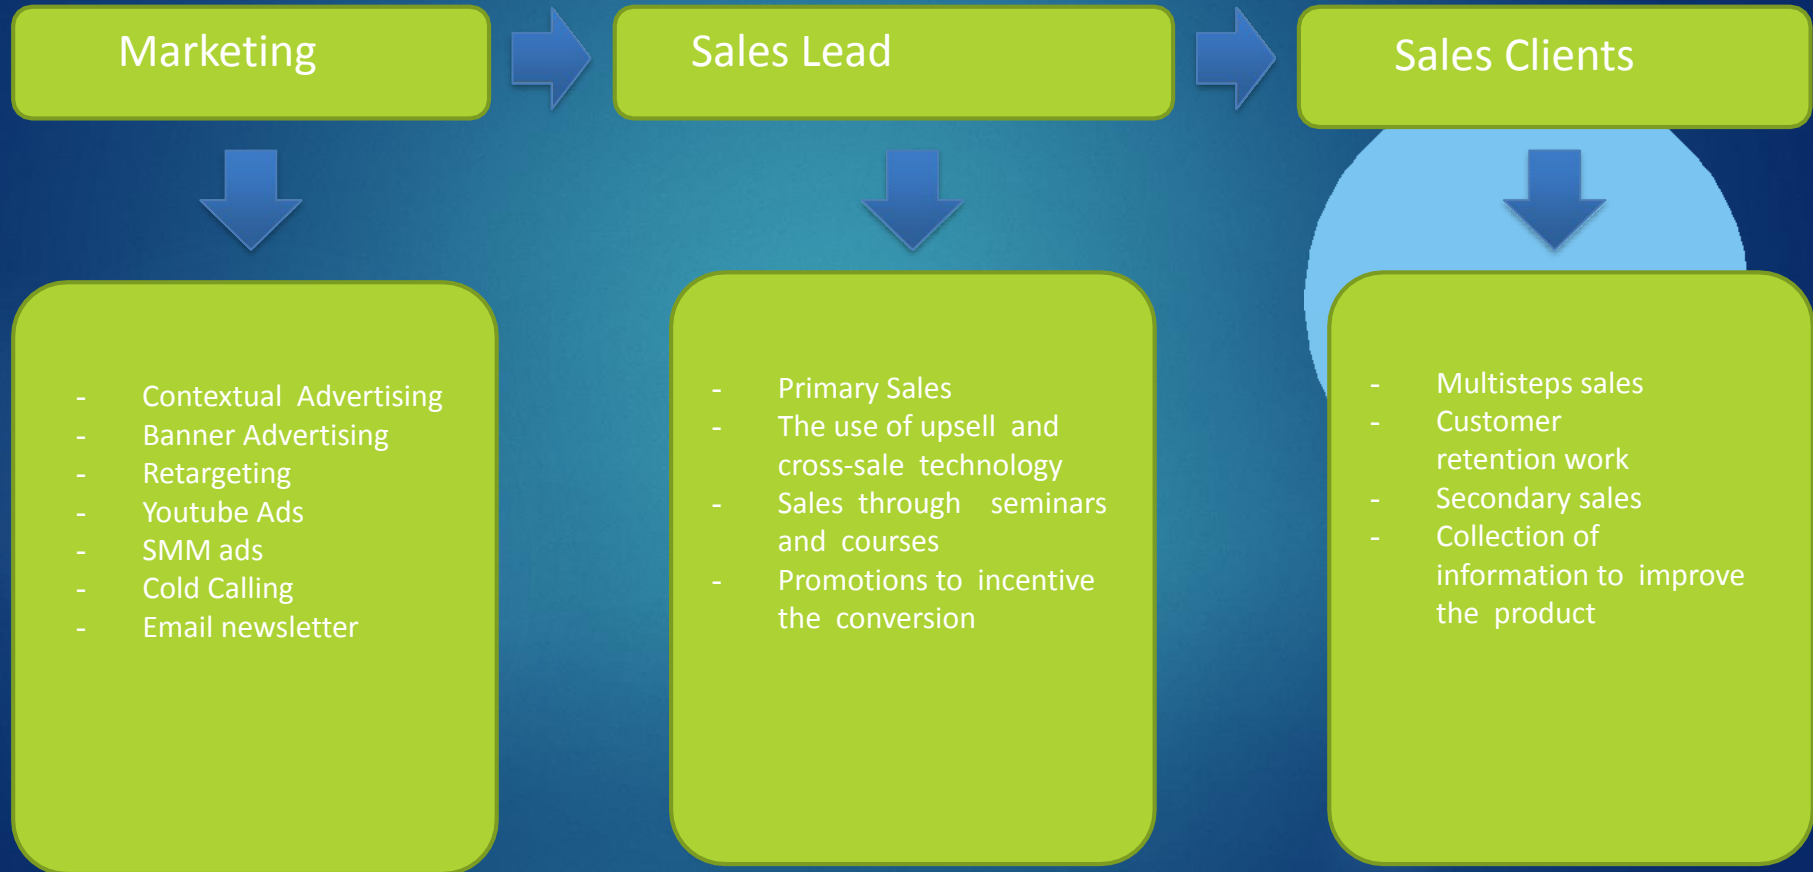 Marketing
Sales Lead
Sales Clients
- Contextual Advertising
- Banner Advertising
- Retargeting
- Youtube Ads
- SMM ads
- Cold Calling
- Email newsletter
- Primary Sales
- The use of upsell and
cross-sale technology
- Sales through seminars
and courses
- Promotions to incentive
the conversion
- Multisteps sales
- Customer
retention work
- Secondary sales
- Collection of
information to improve
the product